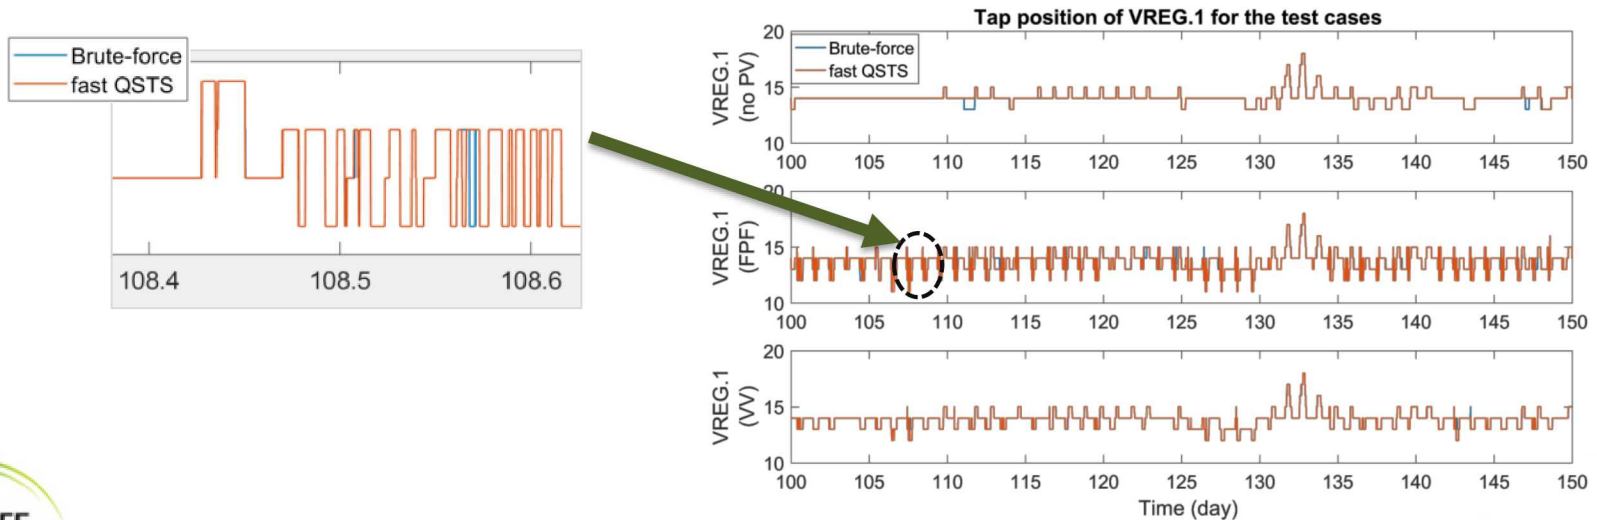 Brute-force
fast QSTS
108.4 108.5 108.6
Tap position of VREG.1 for the test cases
Brute-force
fast QSTS
VREG.1
(no PV)
20
15
10
100 105 110 115 120 125 130 135 140 145 150
VREG.1
(FPF)
20
15
10
100 105 110 115 120 125 130 135 140 145 150
VREG.1
(VV)
20
15
10
100 105 110 115 120 125 130 135 140 145 150
Time (day)